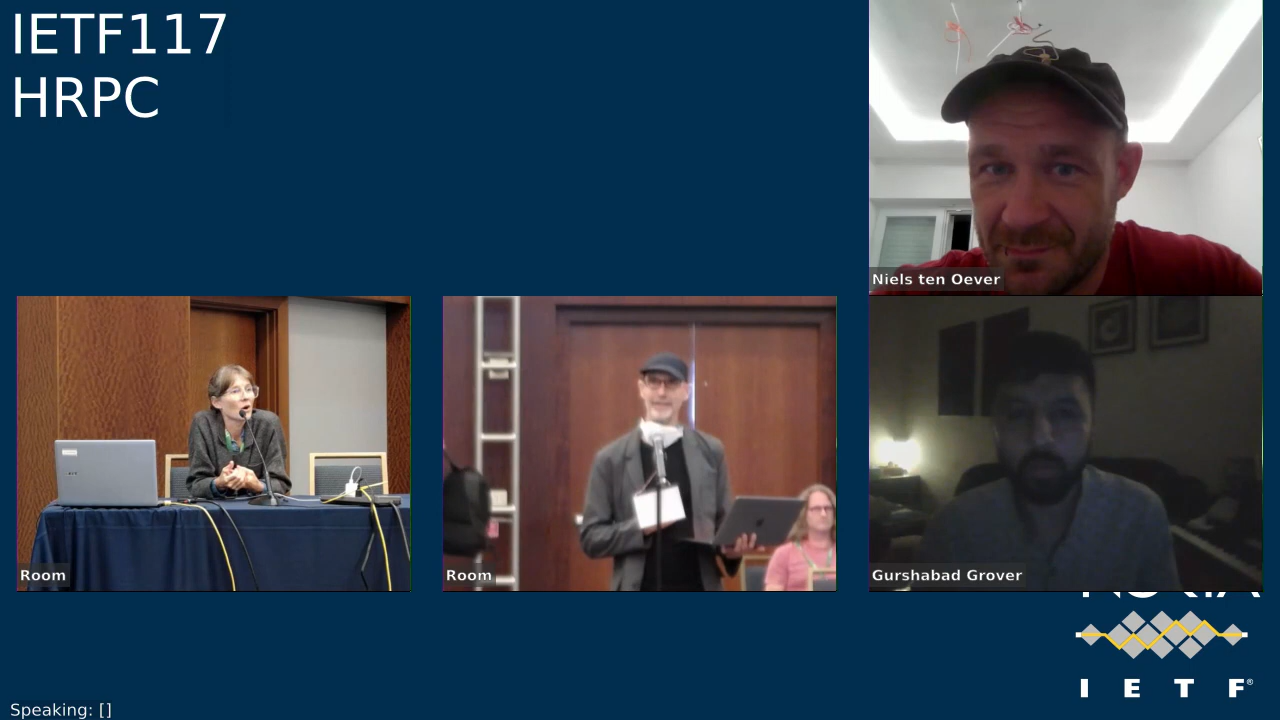 IETF117
HRPC
Niels ten Oever
Room
Room
Gurshabad Grover
I E T F®
Speaking: []